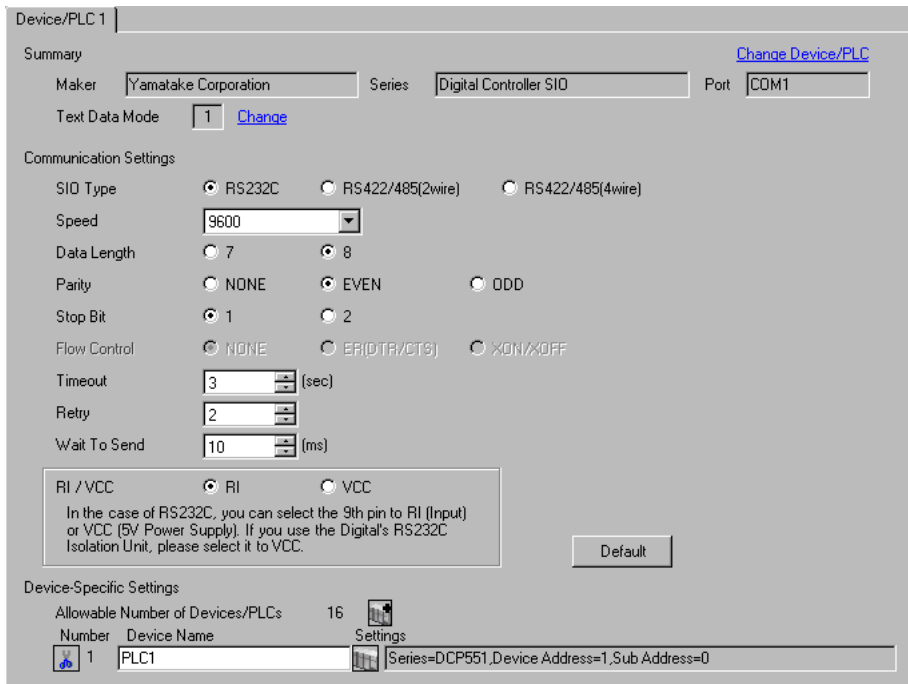 Device/PLC 1
Summary Change Device/PLC
Maker Yamatake Corporation Series Digital Controller SIO Port COM1
Text Data Mode 1 Change
Communication Settings
SIO Type RS232C RS422/485(2wire) RS422/485(4wire)
Speed 9600
Data Length 7 8
Parity NONE EVEN ODD
Stop Bit 1 2
Flow Control NONE ER(DTR/CTS) XON/XOFF
Timeout 3 (sec)
Retry 2
Wait To Send 10 (ms)
RI / VCC RI VCC
In the case of RS232C, you can select the 9th pin to RI (Input)
or VCC (5V Power Supply). If you use the Digital's RS232C
Isolation Unit, please select it to VCC.
Default
Device-Specific Settings
Allowable Number of Devices/PLCs 16
Number Device Name Settings
1 PLC1 Series=DCP551,Device Address=1,Sub Address=0